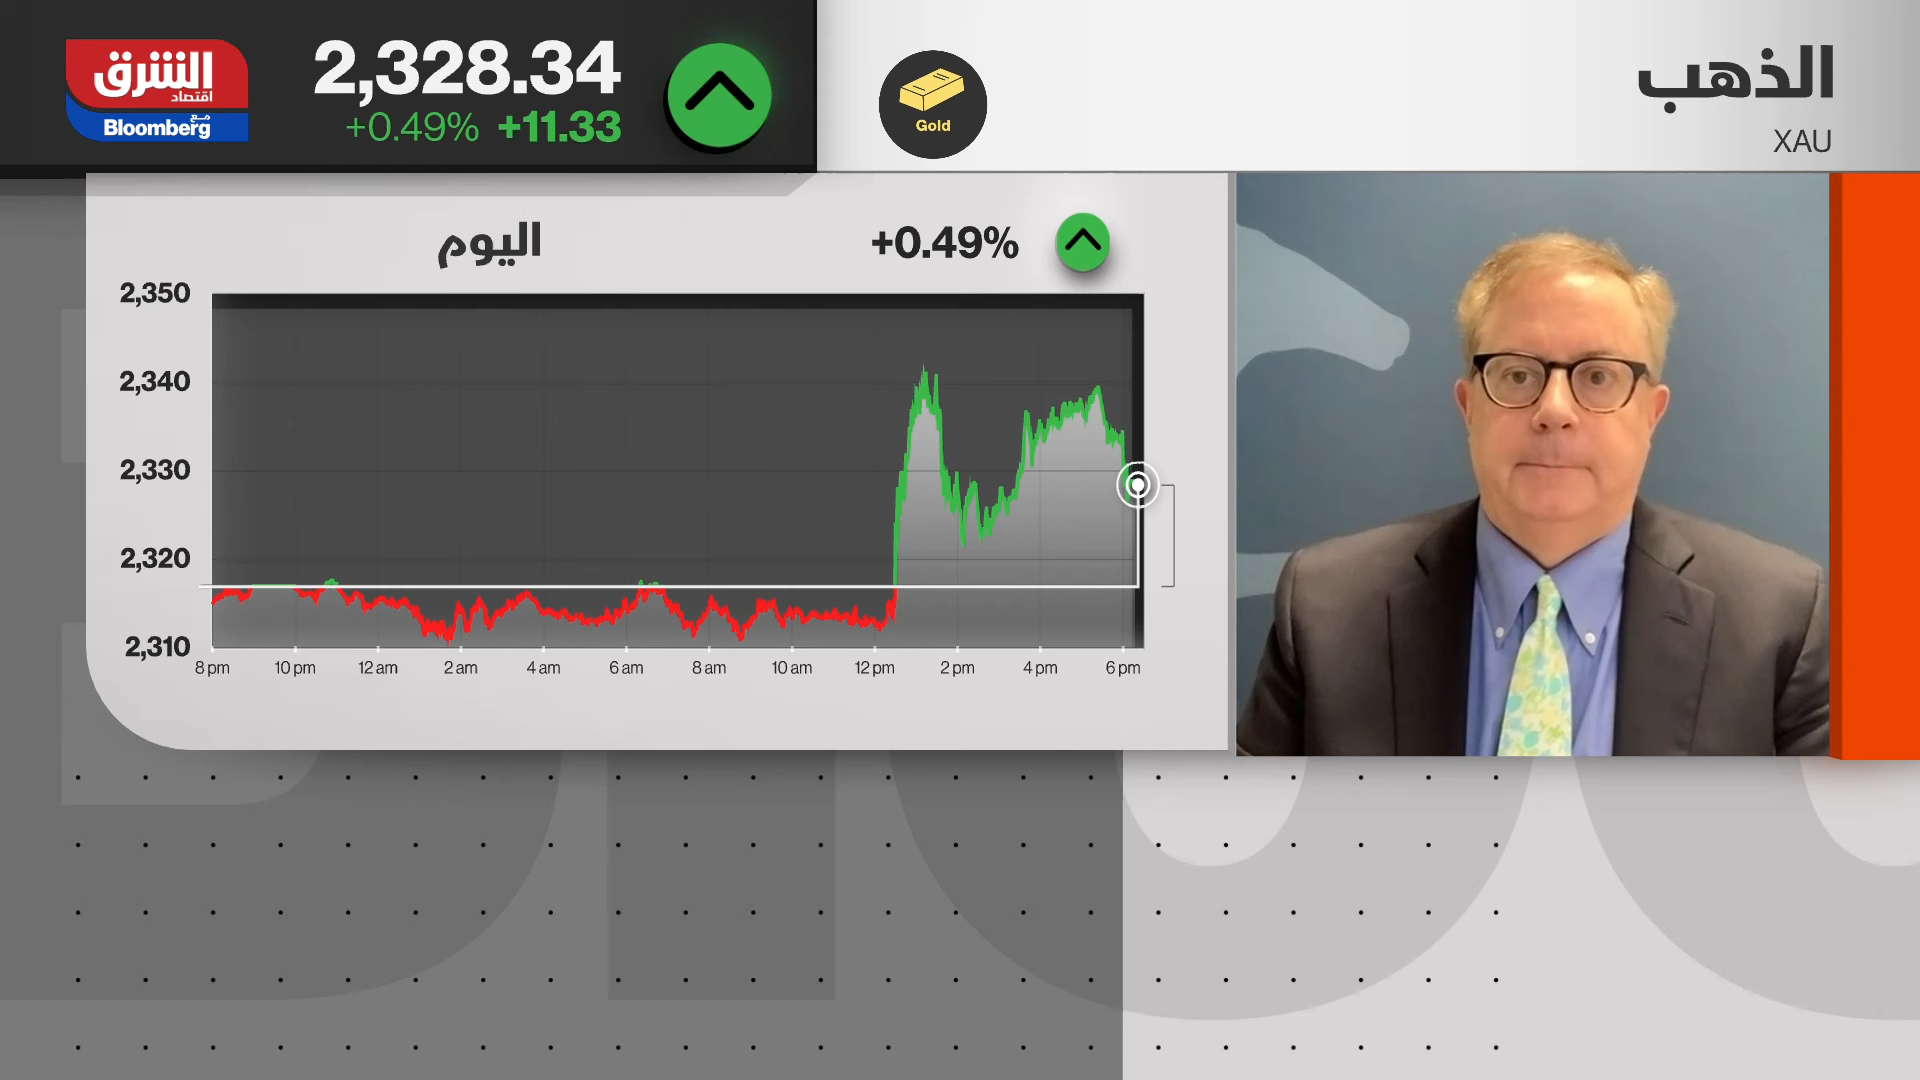 الشرق
اقتصاد
مع
Bloomberg
2,328.34
+0.49% +11.33
Gold
الذهب
XAU
اليوم
+0.49%
2,350
2,340
2,330
2,320
2,310
8 pm 10 pm 12 am 2 am 4 am 6 am 8 am 10 am 12 pm 2 pm 4 pm 6 pm